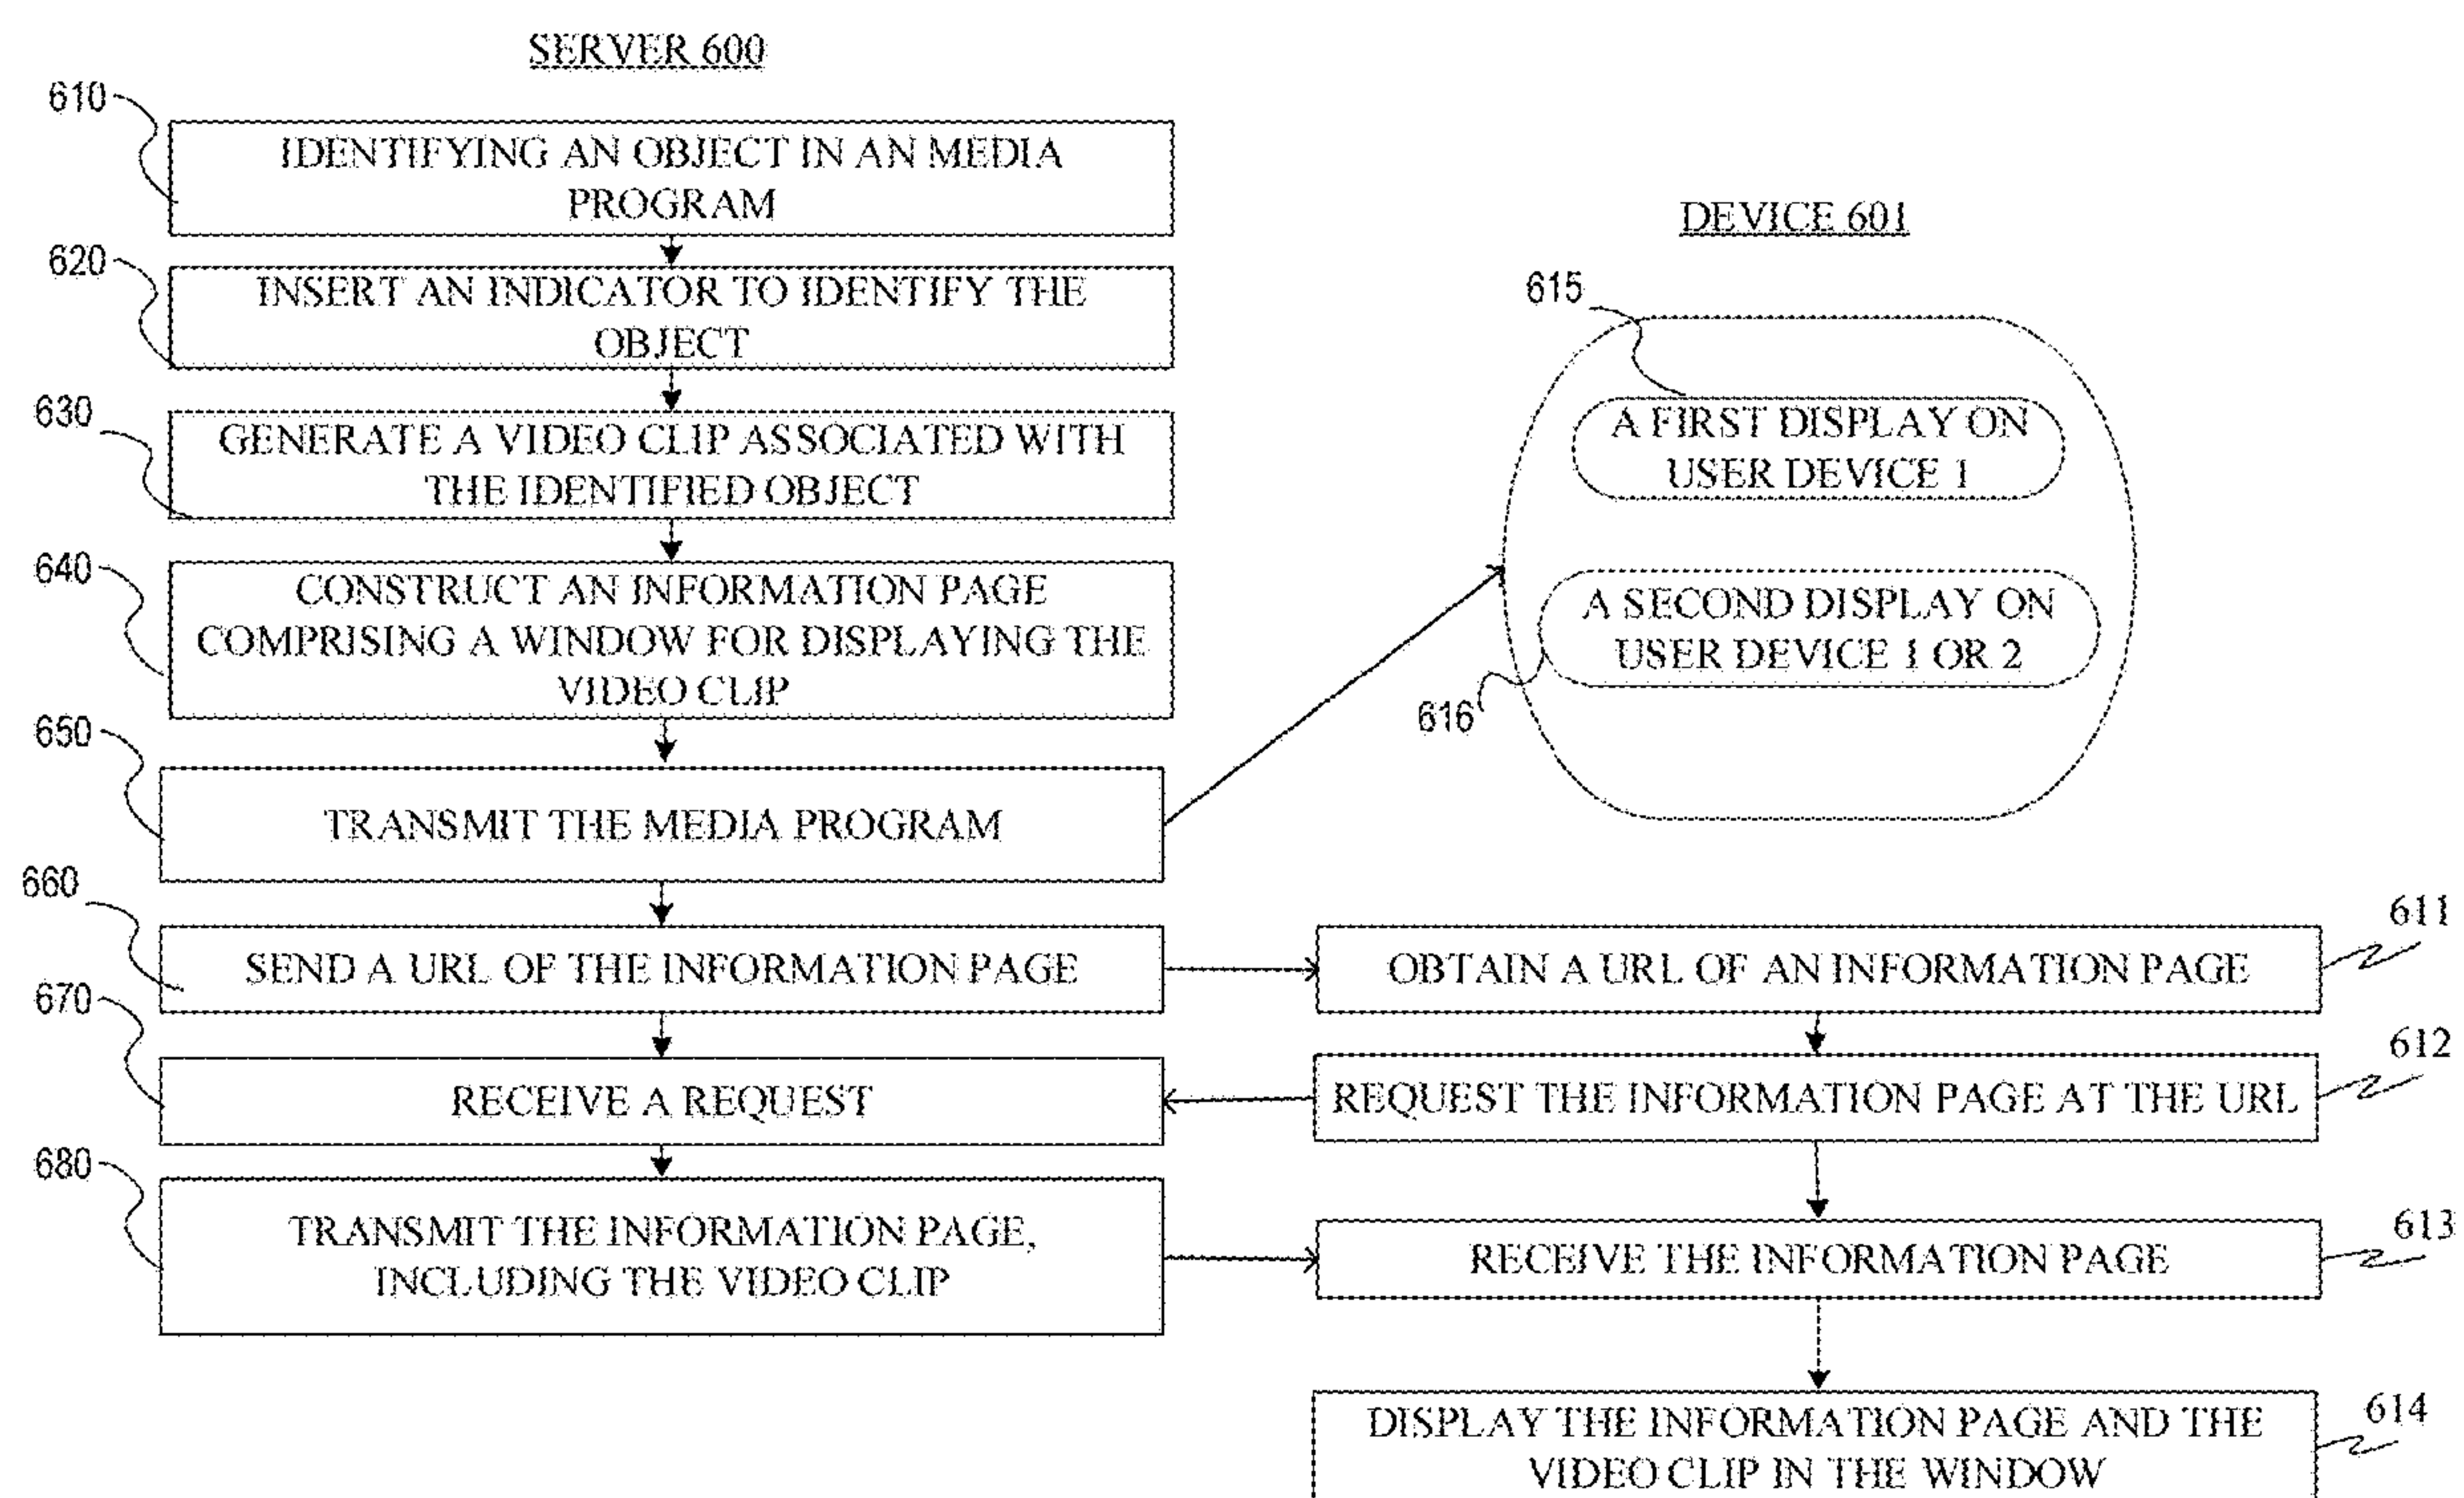 SERVER 600
610
IDENTIFYING AN OBJECT IN AN MEDIA
PROGRAM
620
INSERT AN INDICATOR TO IDENTIFY THE
OBJECT
630
GENERATE A VIDEO CLIP ASSOCIATED WITH
THE IDENTIFIED OBJECT
640
CONSTRUCT AN INFORMATION PAGE
COMPRISING A WINDOW FOR DISPLAYING THE
VIDEO CLIP
650
TRANSMIT THE MEDIA PROGRAM
660
SEND A URL OF THE INFORMATION PAGE
670
RECEIVE A REQUEST
680
TRANSMIT THE INFORMATION PAGE,
INCLUDING THE VIDEO CLIP
DEVICE 601
615
A FIRST DISPLAY ON
USER DEVICE 1
A SECOND DISPLAY ON
USER DEVICE 1 OR 2
616
611
OBTAIN A URL OF AN INFORMATION PAGE
612
REQUEST THE INFORMATION PAGE AT THE URL
613
RECEIVE THE INFORMATION PAGE
614
DISPLAY THE INFORMATION PAGE AND THE
VIDEO CLIP IN THE WINDOW